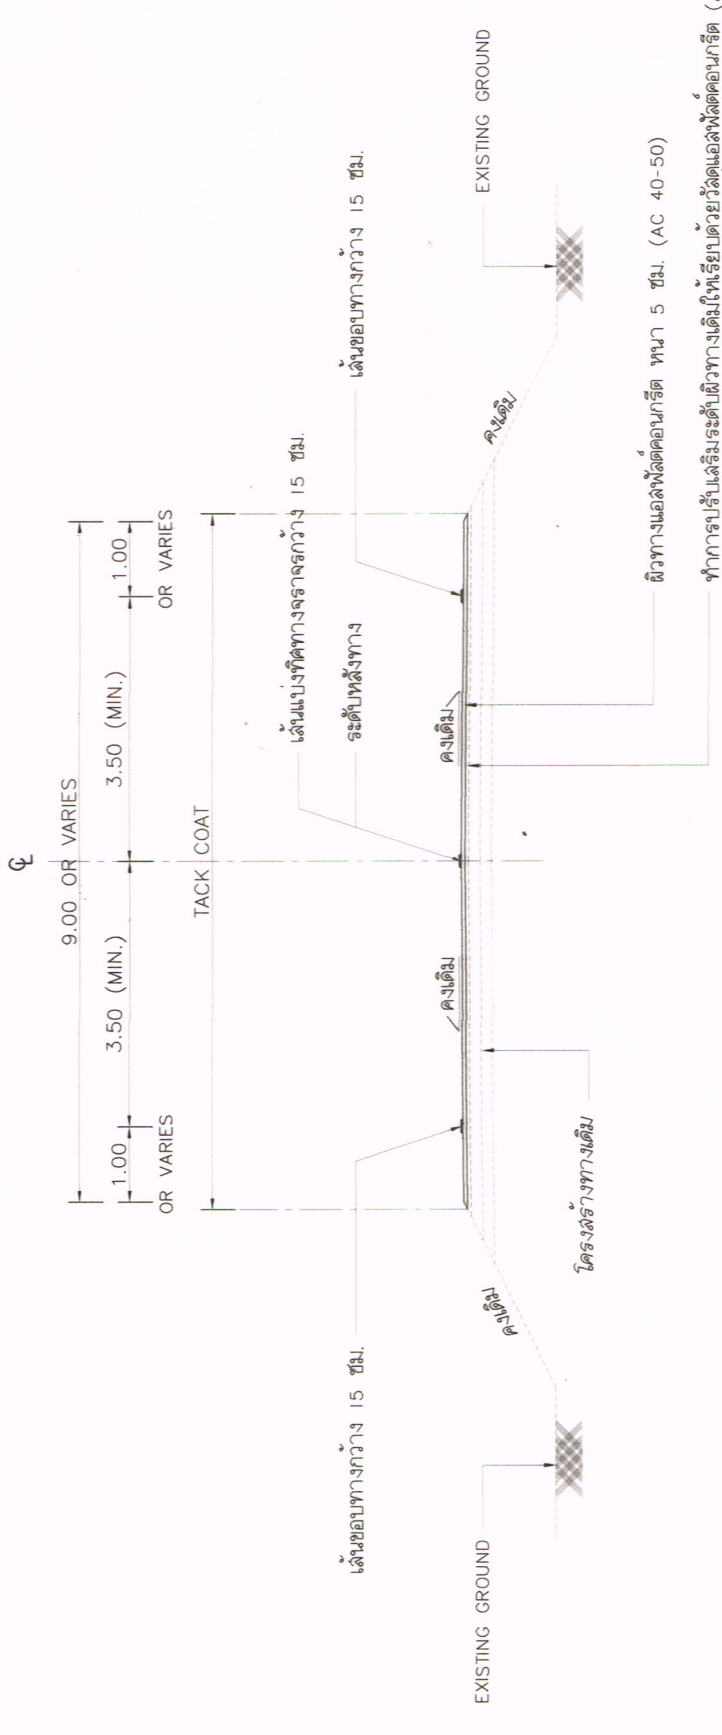 ℄
9.00 OR VARIES
1.00
3.50 (MIN.)
3.50 (MIN.)
1.00
OR VARIES
OR VARIES
TACK COAT
เส้นแบ่งทิศทางจราจรกว้าง 15 ซม.
ระดับหลังทาง
เส้นขอบทางกว้าง 15 ซม.
เส้นขอบทางกว้าง 15 ซม.
คงเดิม
คงเดิม
คงเดิม
คงเดิม
EXISTING GROUND
EXISTING GROUND
โครงสร้างทางเดิม
ผิวทางแอสฟัลต์คอนกรีต หนา 5 ซม. (AC 40-50)
ทำการปรับเสริมระดับผิวทางเดิมให้เรียบด้วยวัสดุแอสฟัลต์คอนกรีต (